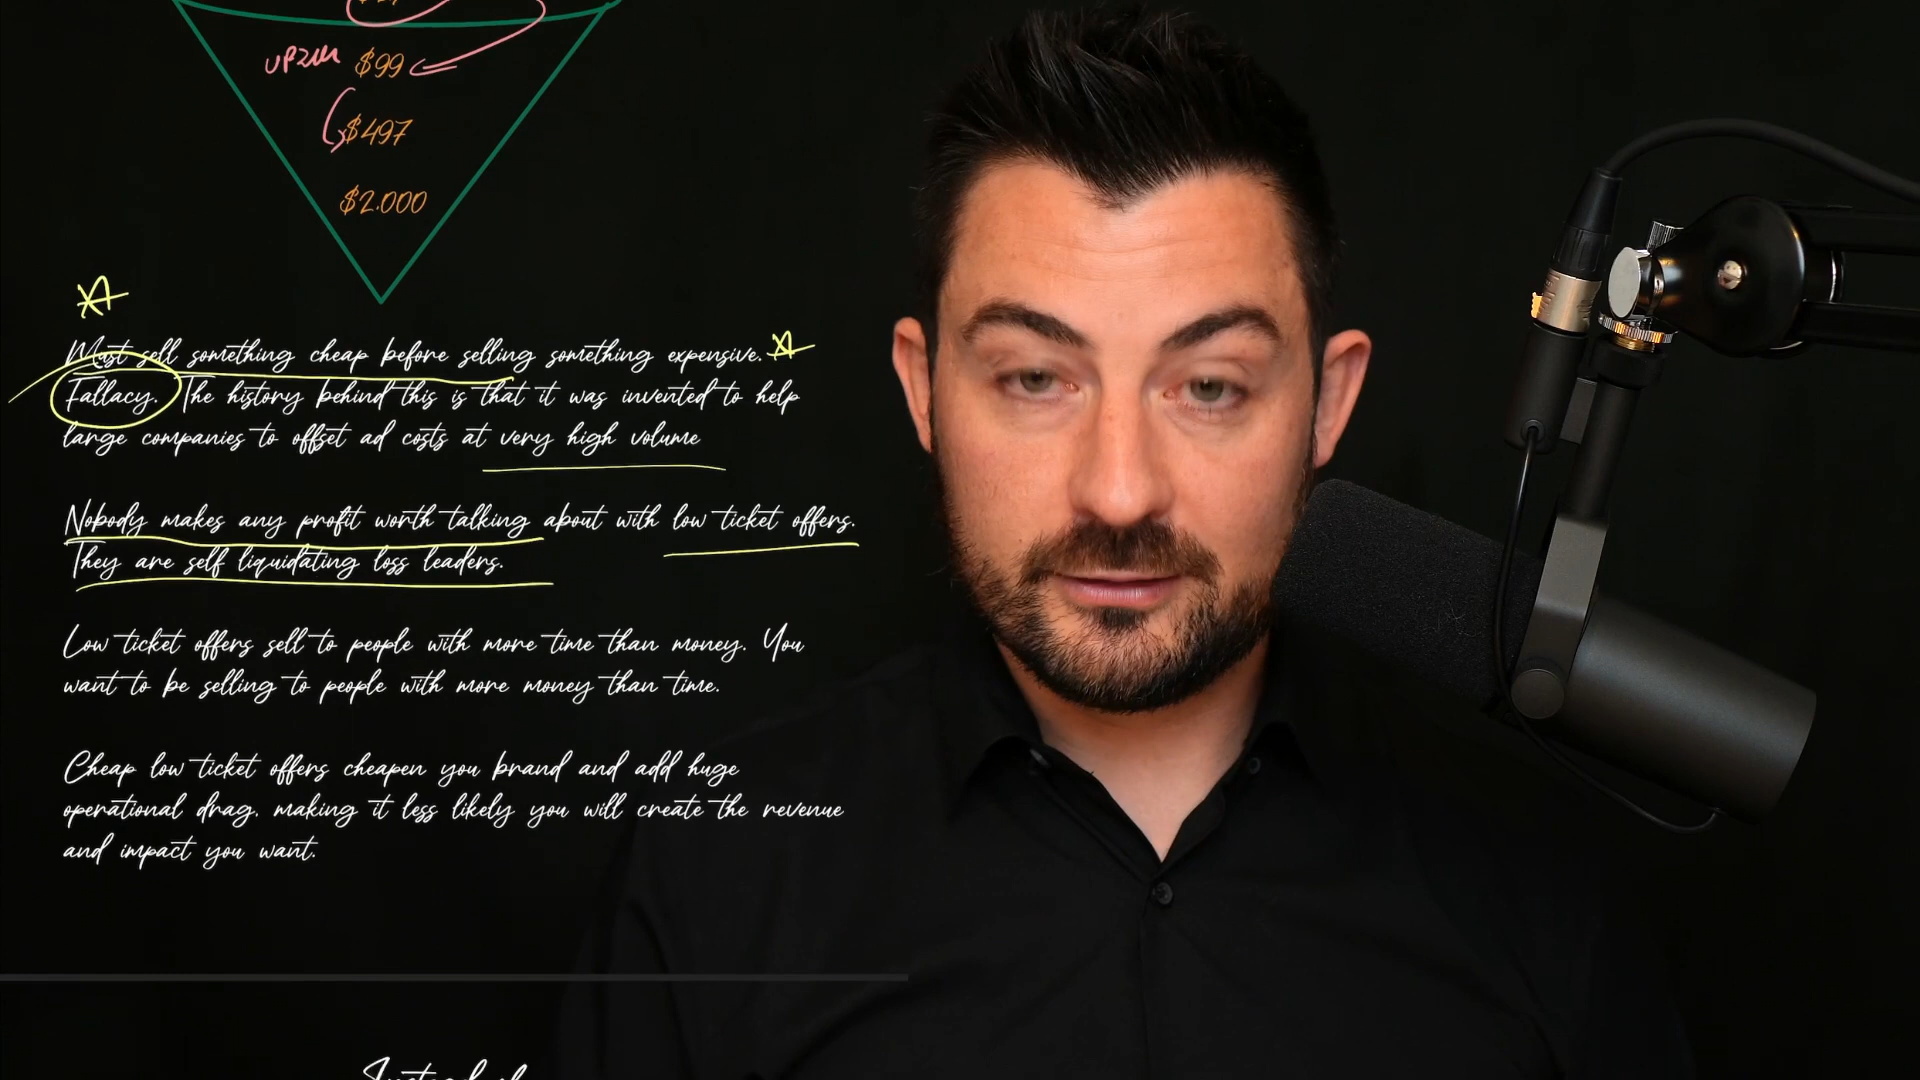 upsell $99
$497
$2.000
Must sell something cheap before selling something expensive.
Fallacy. The history behind this is that it was invented to help
large companies to offset ad costs at very high volume
Nobody makes any profit worth talking about with low ticket offers.
They are self liquidating loss leaders.
Low ticket offers sell to people with more time than money. You
want to be selling to people with more money than time.
Cheap low ticket offers cheapen you brand and add huge
operational drag. making it less likely you will create the revenue
and impact you want.